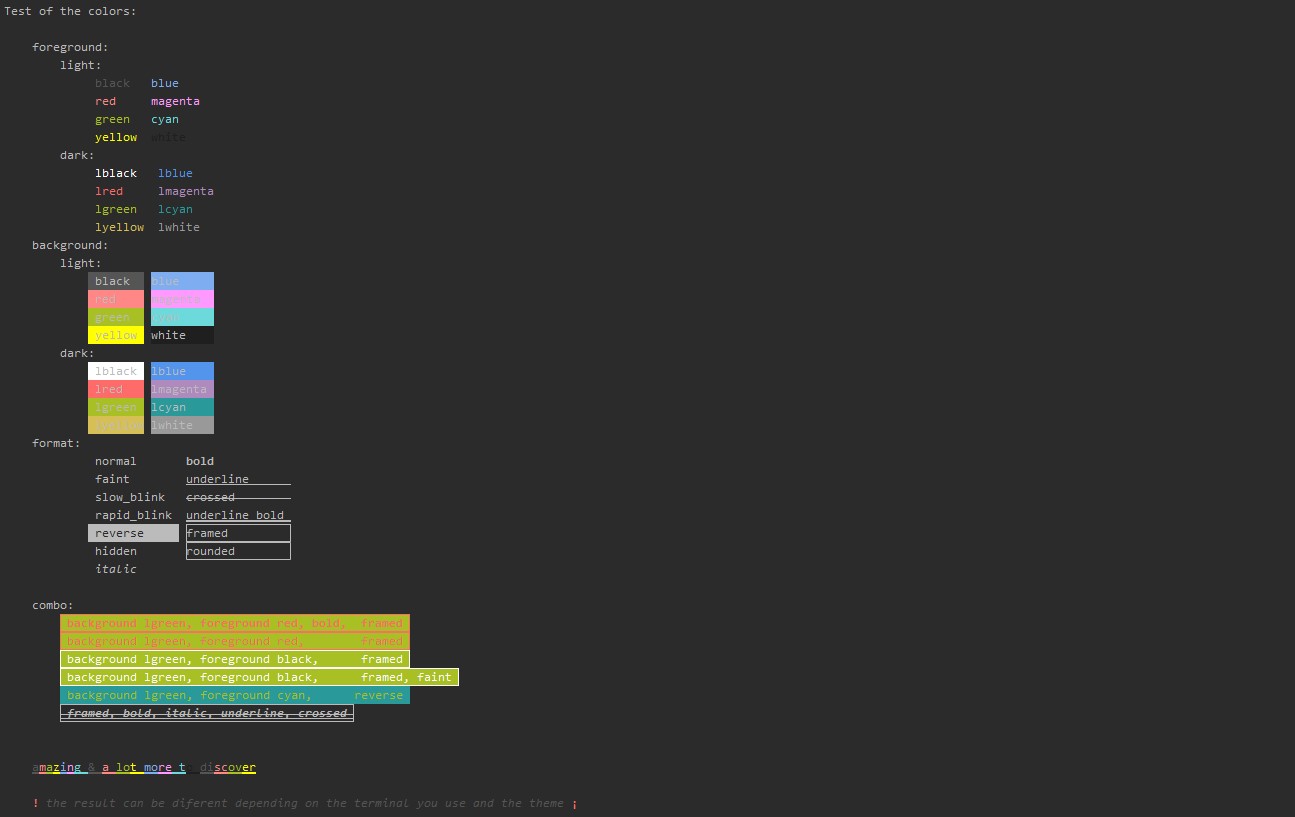 Test of the colors:
foreground:
light:
black blue
red magenta
green cyan
yellow white
dark:
lblack lblue
lred lmagenta
lgreen lcyan
lyellow lwhite
background:
light:
black blue
red magenta
green cyan
yellow white
dark:
lblack lblue
lred lmagenta
lgreen lcyan
lyellow lwhite
format:
normal bold
faint underline
slow_blink crossed
rapid_blink underline bold
reverse framed
hidden rounded
italic
combo:
background lgreen, foreground red, bold, framed
background lgreen, foreground red, framed
background lgreen, foreground black, framed
background lgreen, foreground black, framed, faint
background lgreen, foreground cyan, reverse
framed, bold, italic, underline, crossed
amazing & a lot more t discover
! the result can be diferent depending on the terminal you use and the theme ¡